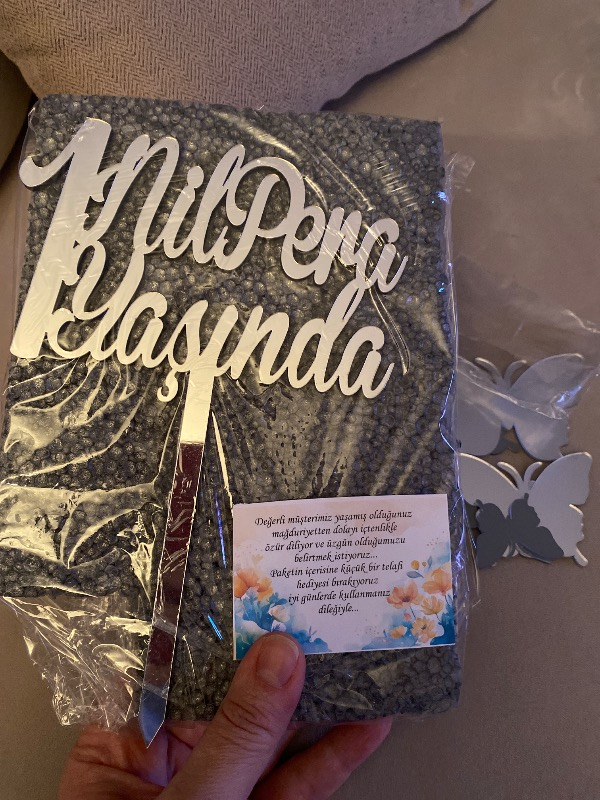 1 NilPera
Yaşında
Değerli müşterimiz yaşamış olduğunuz
mağduriyetten dolayı içtenlikle
özür diliyor ve üzgün olduğumuzu
belirtmek istiyoruz...
Paketin içerisine küçük bir telafi
hediyesi bırakıyoruz
iyi günlerde kullanmanız
dileğiyle...